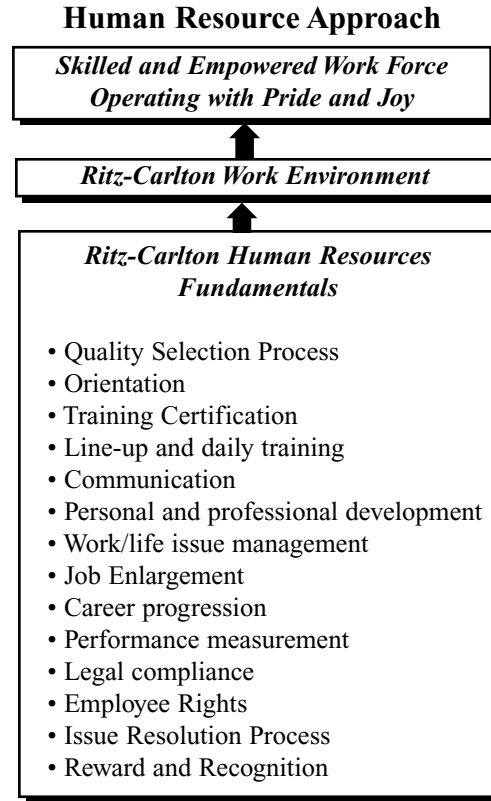 Human Resource Approach
Skilled and Empowered Work Force
Operating with Pride and Joy
Ritz-Carlton Work Environment
Ritz-Carlton Human Resources
Fundamentals
• Quality Selection Process
• Orientation
• Training Certification
• Line-up and daily training
• Communication
• Personal and professional development
• Work/life issue management
• Job Enlargement
• Career progression
• Performance measurement
• Legal compliance
• Employee Rights
• Issue Resolution Process
• Reward and Recognition